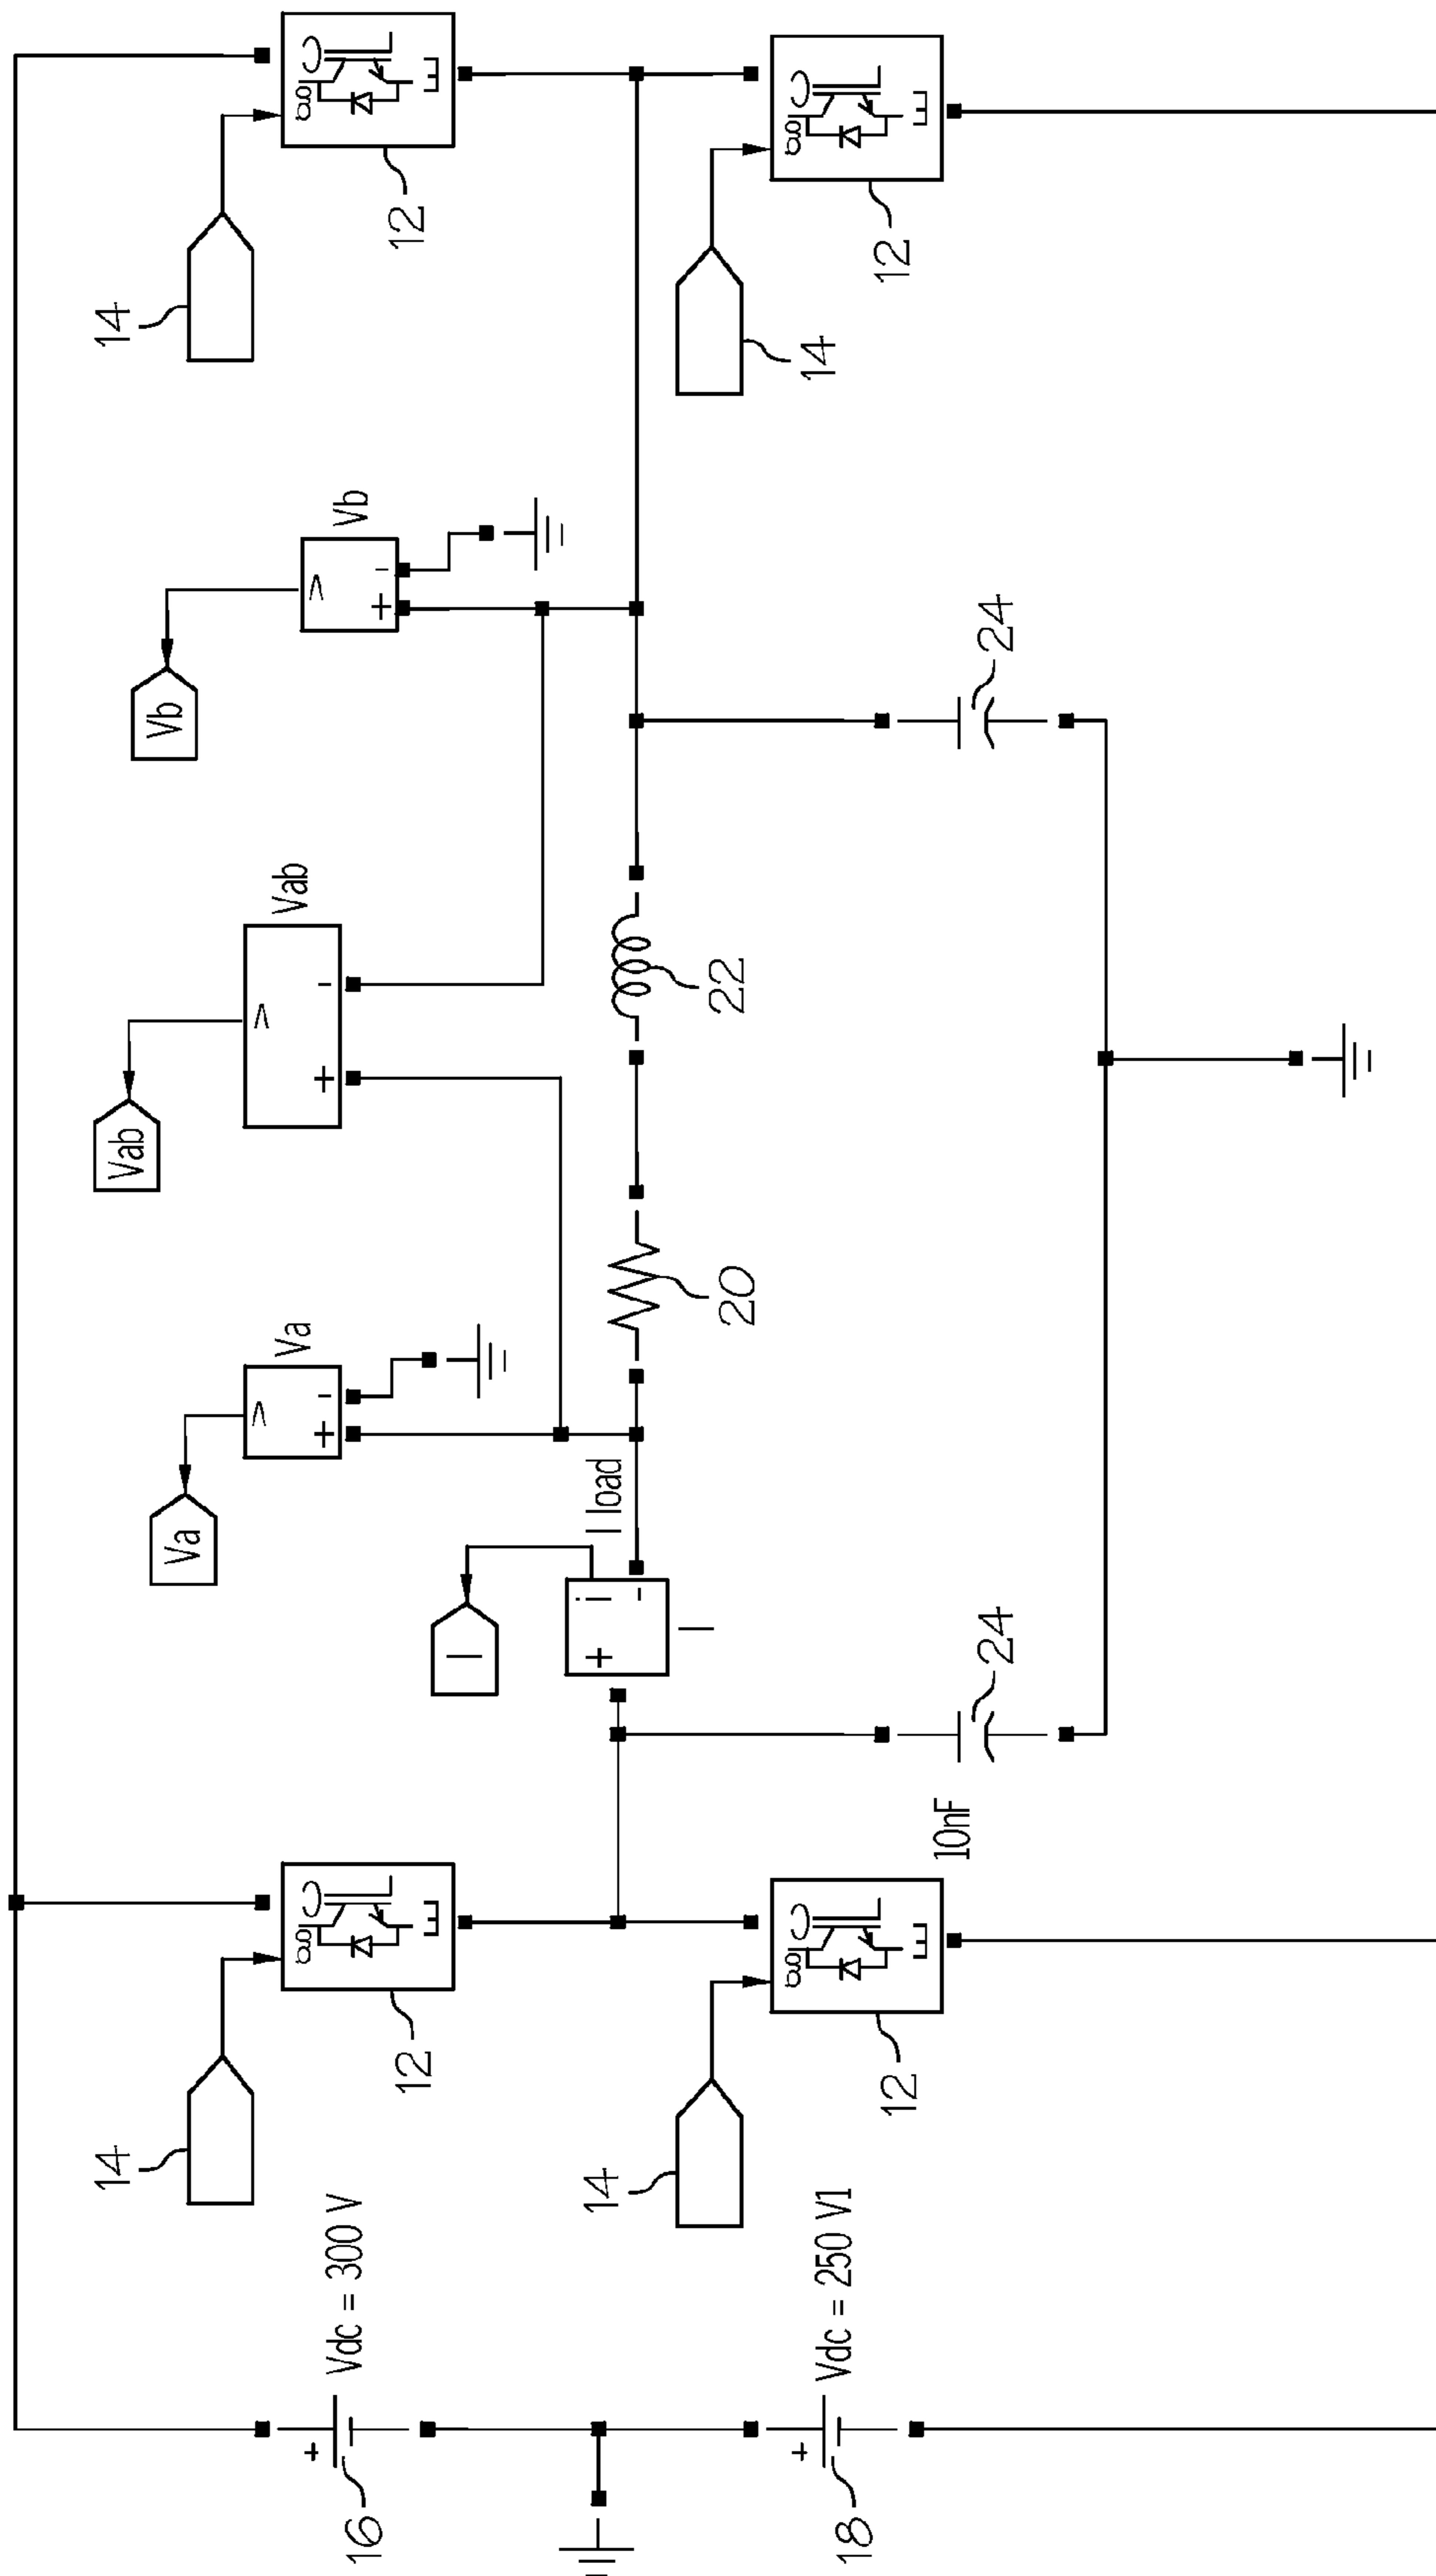 14
g
C
E
12
14
g
C
E
12
Vb
Vb
v
+ -
24
Vab
Vab
v
+ -
22
20
Va
Va
v
+ -
I load
I
i
+ -
I
24
10nF
14
g
C
E
12
14
g
C
E
12
Vdc = 300 V
+
16
Vdc = 250 V1
+
18